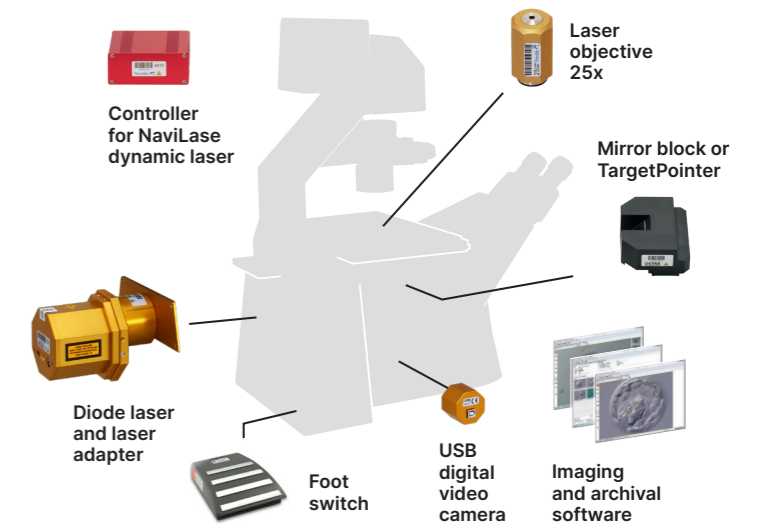 Laser
objective
25x
Controller
for NaviLase
dynamic laser
Mirror block or
TargetPointer
Diode laser
and laser
adapter
Foot
switch
USB
digital
video
camera
Imaging
and archival
software